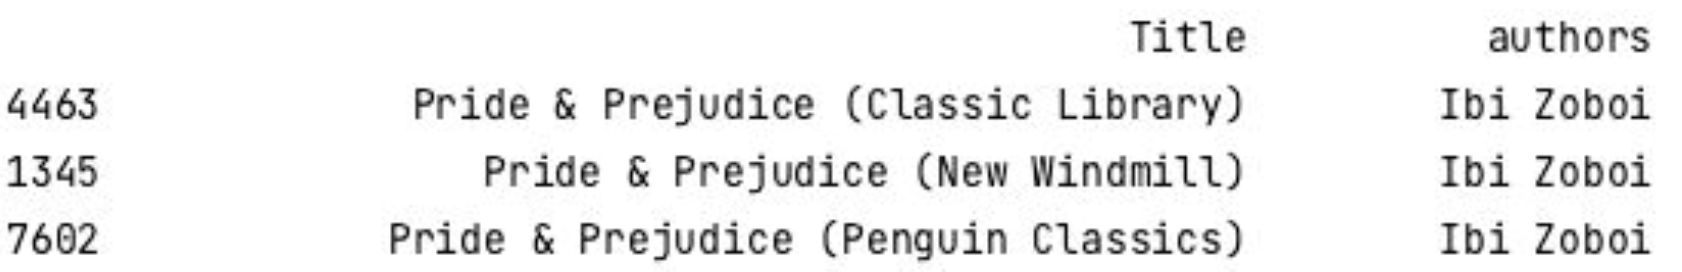 Title authors
4463 Pride & Prejudice (Classic Library) Ibi Zoboi
1345 Pride & Prejudice (New Windmill) Ibi Zoboi
7602 Pride & Prejudice (Penguin Classics) Ibi Zoboi